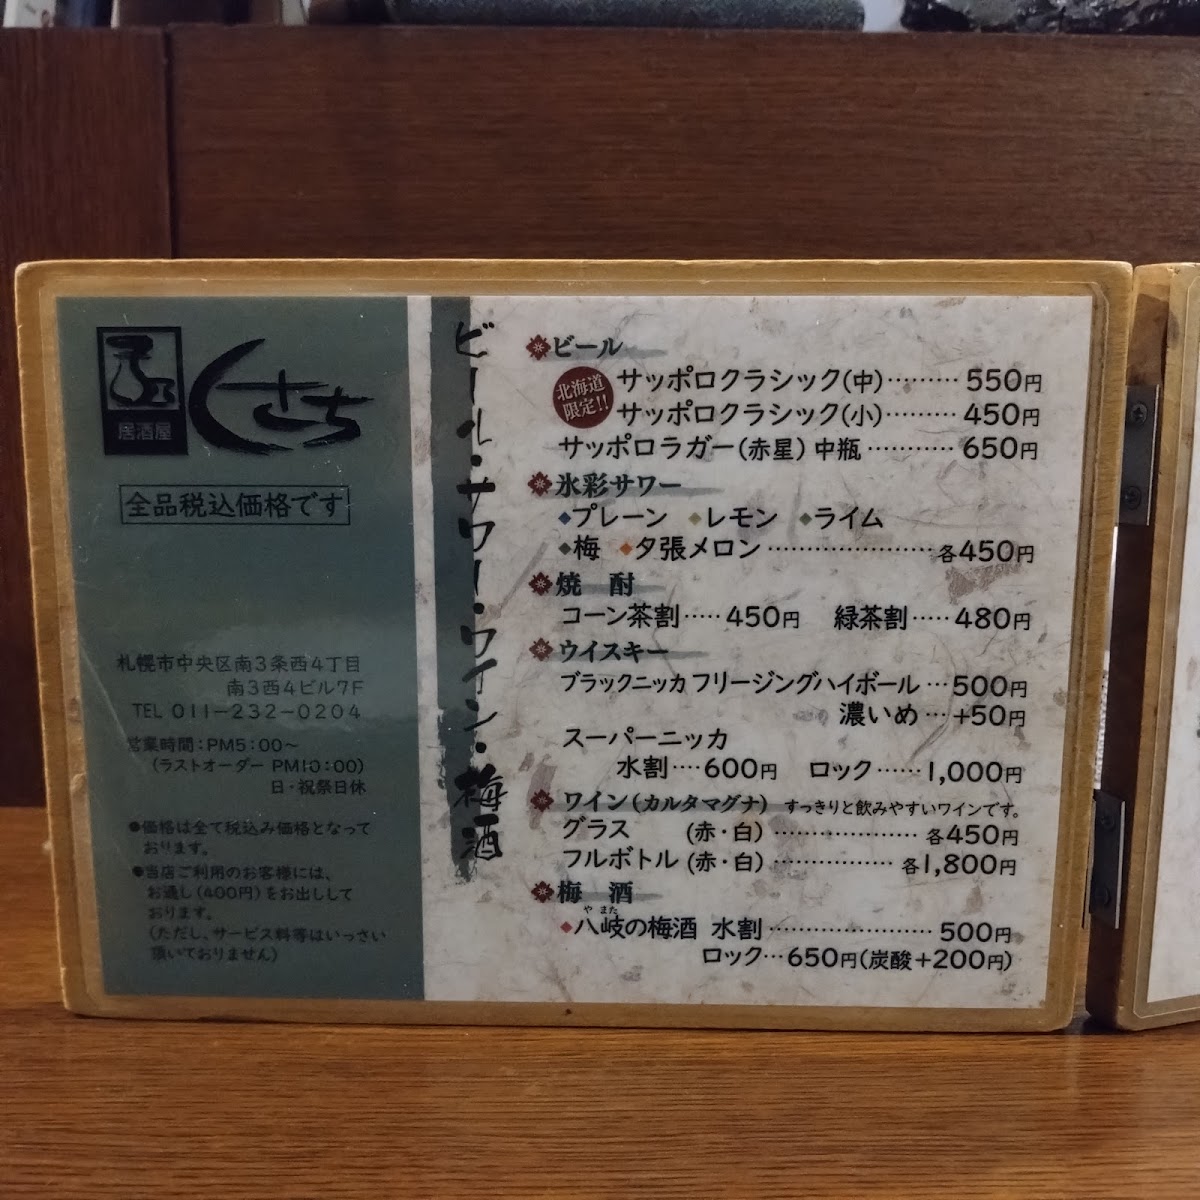 居酒屋
くさち
全品税込価格です
札幌市中央区南3条西4丁目
南3西4ビル7F
TEL 011-232-0204
営業時間:PM5:00~
(ラストオーダー PM10:00)
日・祝祭日休
●価格は全て税込み価格となって
おります。
●当店ご利用のお客様には、
お通し(400円)をお出しして
おります。
(ただし、サービス料等はいっさい
頂いておりません)
ビール・サワー・ワイン・梅酒
ビール
北海道
限定!!
サッポロクラシック(中)………550円
サッポロクラシック(小)………450円
サッポロラガー(赤星)中瓶…………650円
氷彩サワー
◆プレーン ◆レモン ◆ライム
◆梅 ◆夕張メロン…………………各450円
焼酎
コーン茶割……450円 緑茶割……480円
ウイスキー
ブラックニッカフリージングハイボール…500円
濃いめ…+50円
スーパーニッカ
水割……600円 ロック……1,000円
ワイン(カルタマグナ) すっきりと飲みやすいワインです。
グラス (赤・白)………………各450円
フルボトル(赤・白)……………各1,800円
梅酒
やまた
◆八岐の梅酒 水割…………………500円
ロック…650円(炭酸+200円)